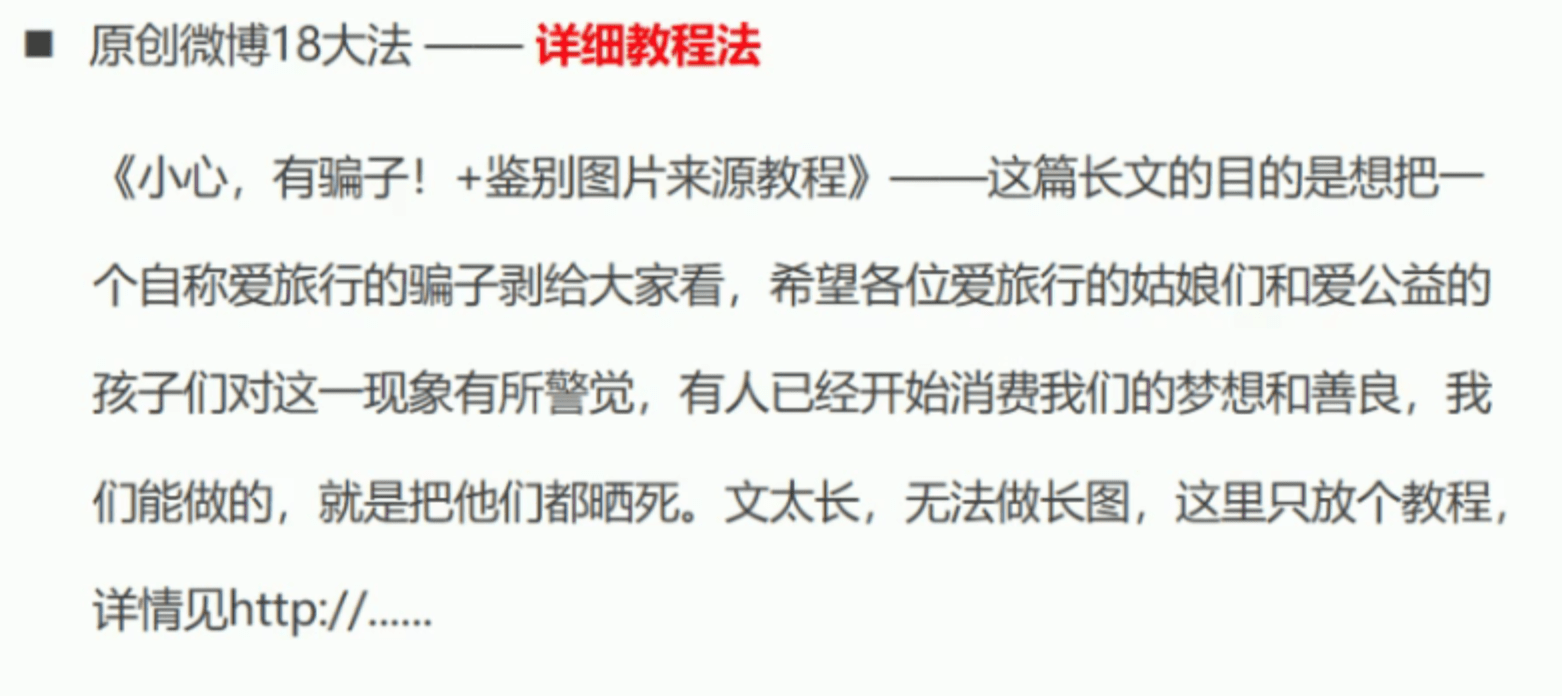 ■ 原创微博18大法 —— 详细教程法
《小心，有骗子！+鉴别图片来源教程》——这篇长文的目的是想把一
个自称爱旅行的骗子剥给大家看，希望各位爱旅行的姑娘们和爱公益的
孩子们对这一现象有所警觉，有人已经开始消费我们的梦想和善良，我
们能做的，就是把他们都晒死。文太长，无法做长图，这里只放个教程，
详情见http://......